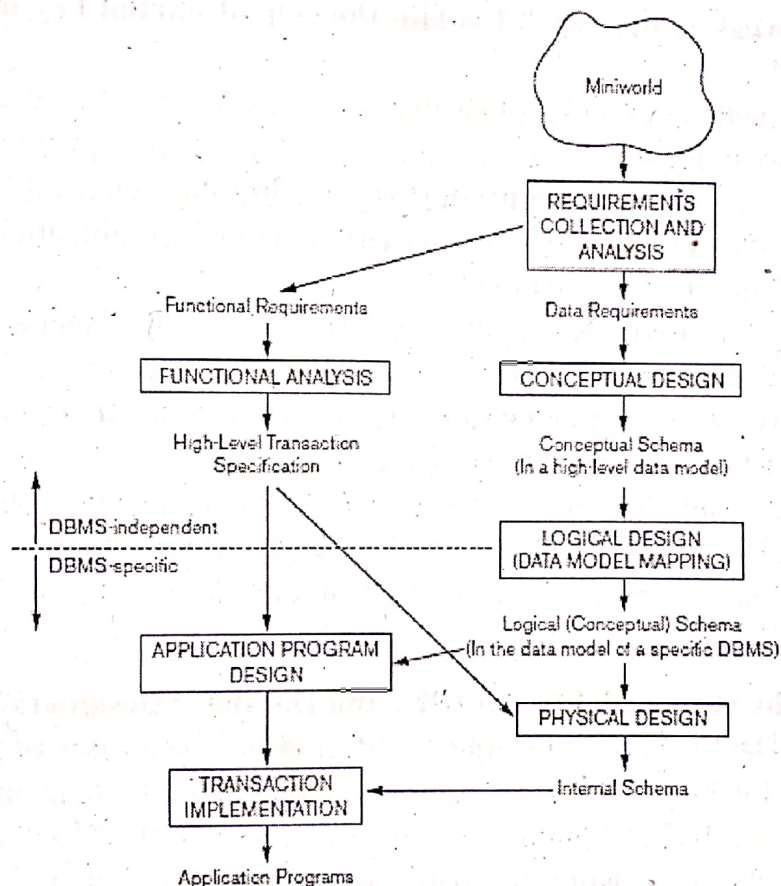 Miniworld
REQUIREMENTS
COLLECTION AND
ANALYSIS
Functional Requirements
Data Requirements
FUNCTIONAL ANALYSIS
CONCEPTUAL DESIGN
High-Level Transaction
Specification
Conceptual Schema
(In a high-level data model)
DBMS-independent
DBMS-specific
LOGICAL DESIGN
(DATA MODEL MAPPING)
Logical (Conceptual) Schema
(In the data model of a specific DBMS)
APPLICATION PROGRAM
DESIGN
PHYSICAL DESIGN
TRANSACTION
IMPLEMENTATION
Internal Schema
Application Programs